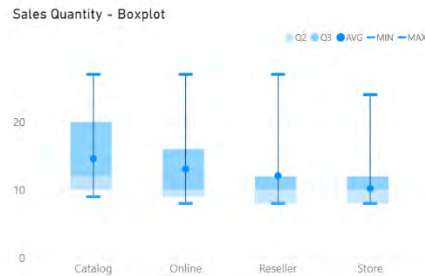 Sales Quantity - Boxplot
Q2 Q3 AVG MIN MAX
20
10
0
Catalog Online Reseller Store